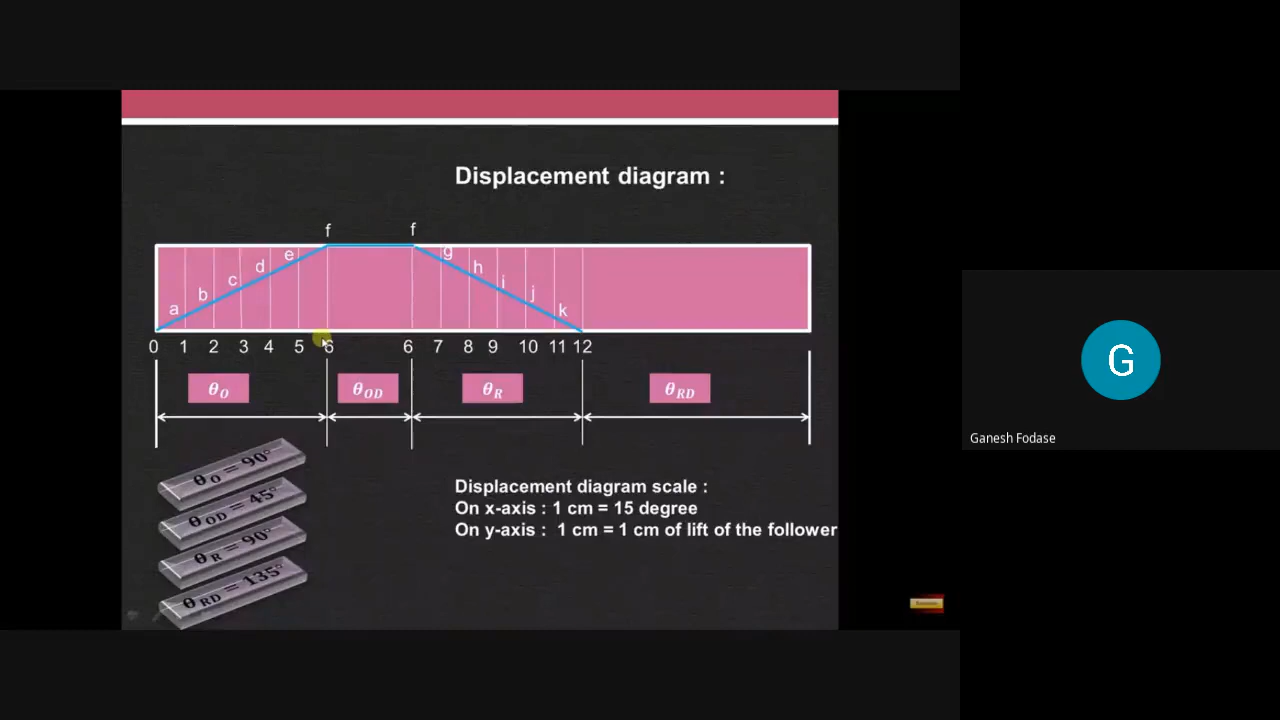 Displacement diagram :
f f
a b c d e g h i j k
0 1 2 3 4 5 6 6 7 8 9 10 11 12
θO θOD θR θRD
θO = 90°
θOD = 45°
θR = 90°
θRD = 135°
Displacement diagram scale :
On x-axis : 1 cm = 15 degree
On y-axis : 1 cm = 1 cm of lift of the follower
G
Ganesh Fodase